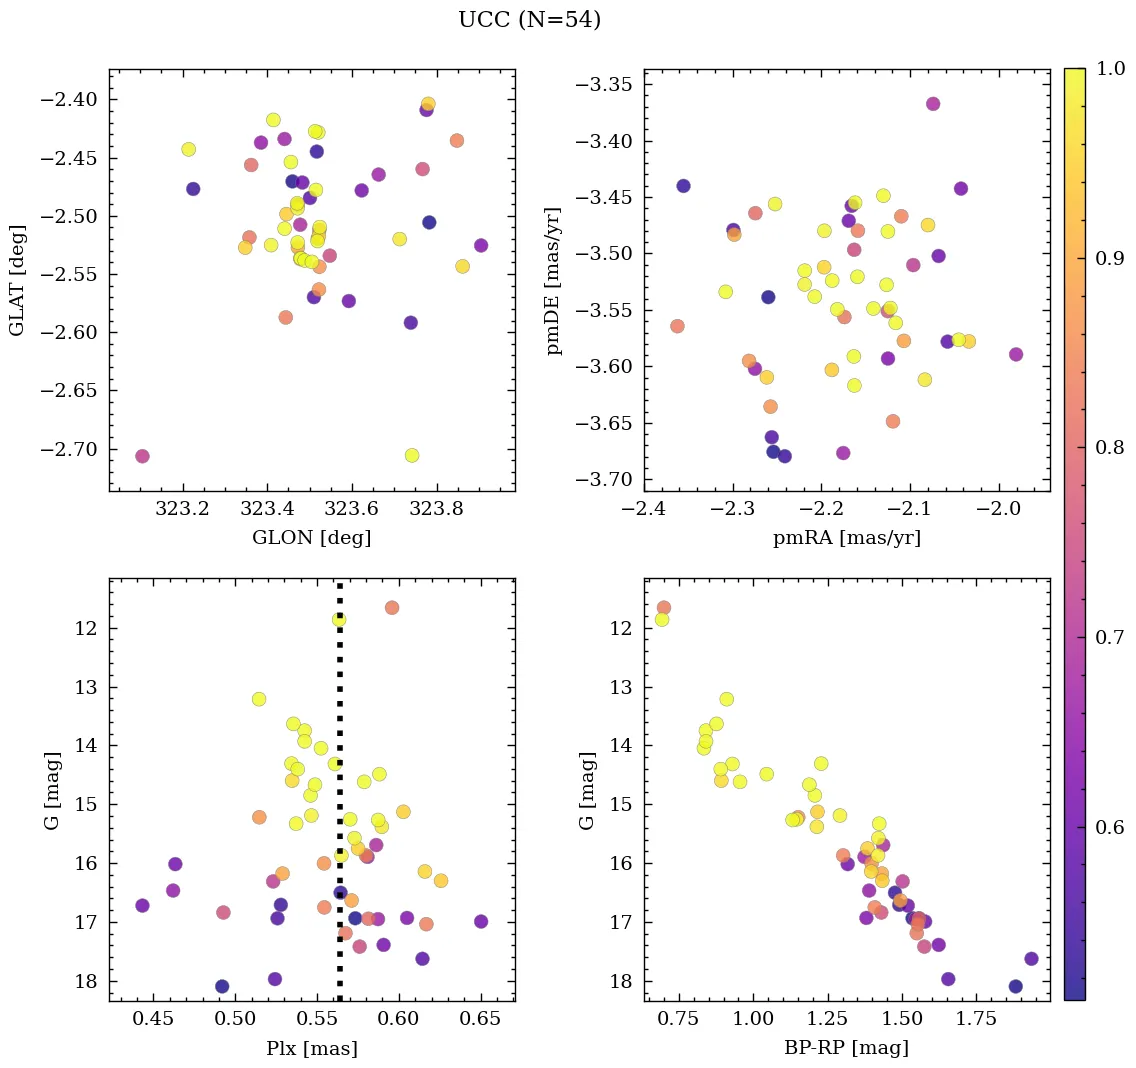 UCC (N=54)
−2.40
−2.45
−2.50
−2.55
−2.60
−2.65
−2.70
GLAT [deg]
323.2 323.4 323.6 323.8
GLON [deg]
−3.35
−3.40
−3.45
−3.50
−3.55
−3.60
−3.65
−3.70
pmDE [mas/yr]
−2.4 −2.3 −2.2 −2.1 −2.0
pmRA [mas/yr]
12
13
14
15
16
17
18
G [mag]
0.45 0.50 0.55 0.60 0.65
Plx [mas]
12
13
14
15
16
17
18
G [mag]
0.75 1.00 1.25 1.50 1.75
BP-RP [mag]
1.0
0.9
0.8
0.7
0.6